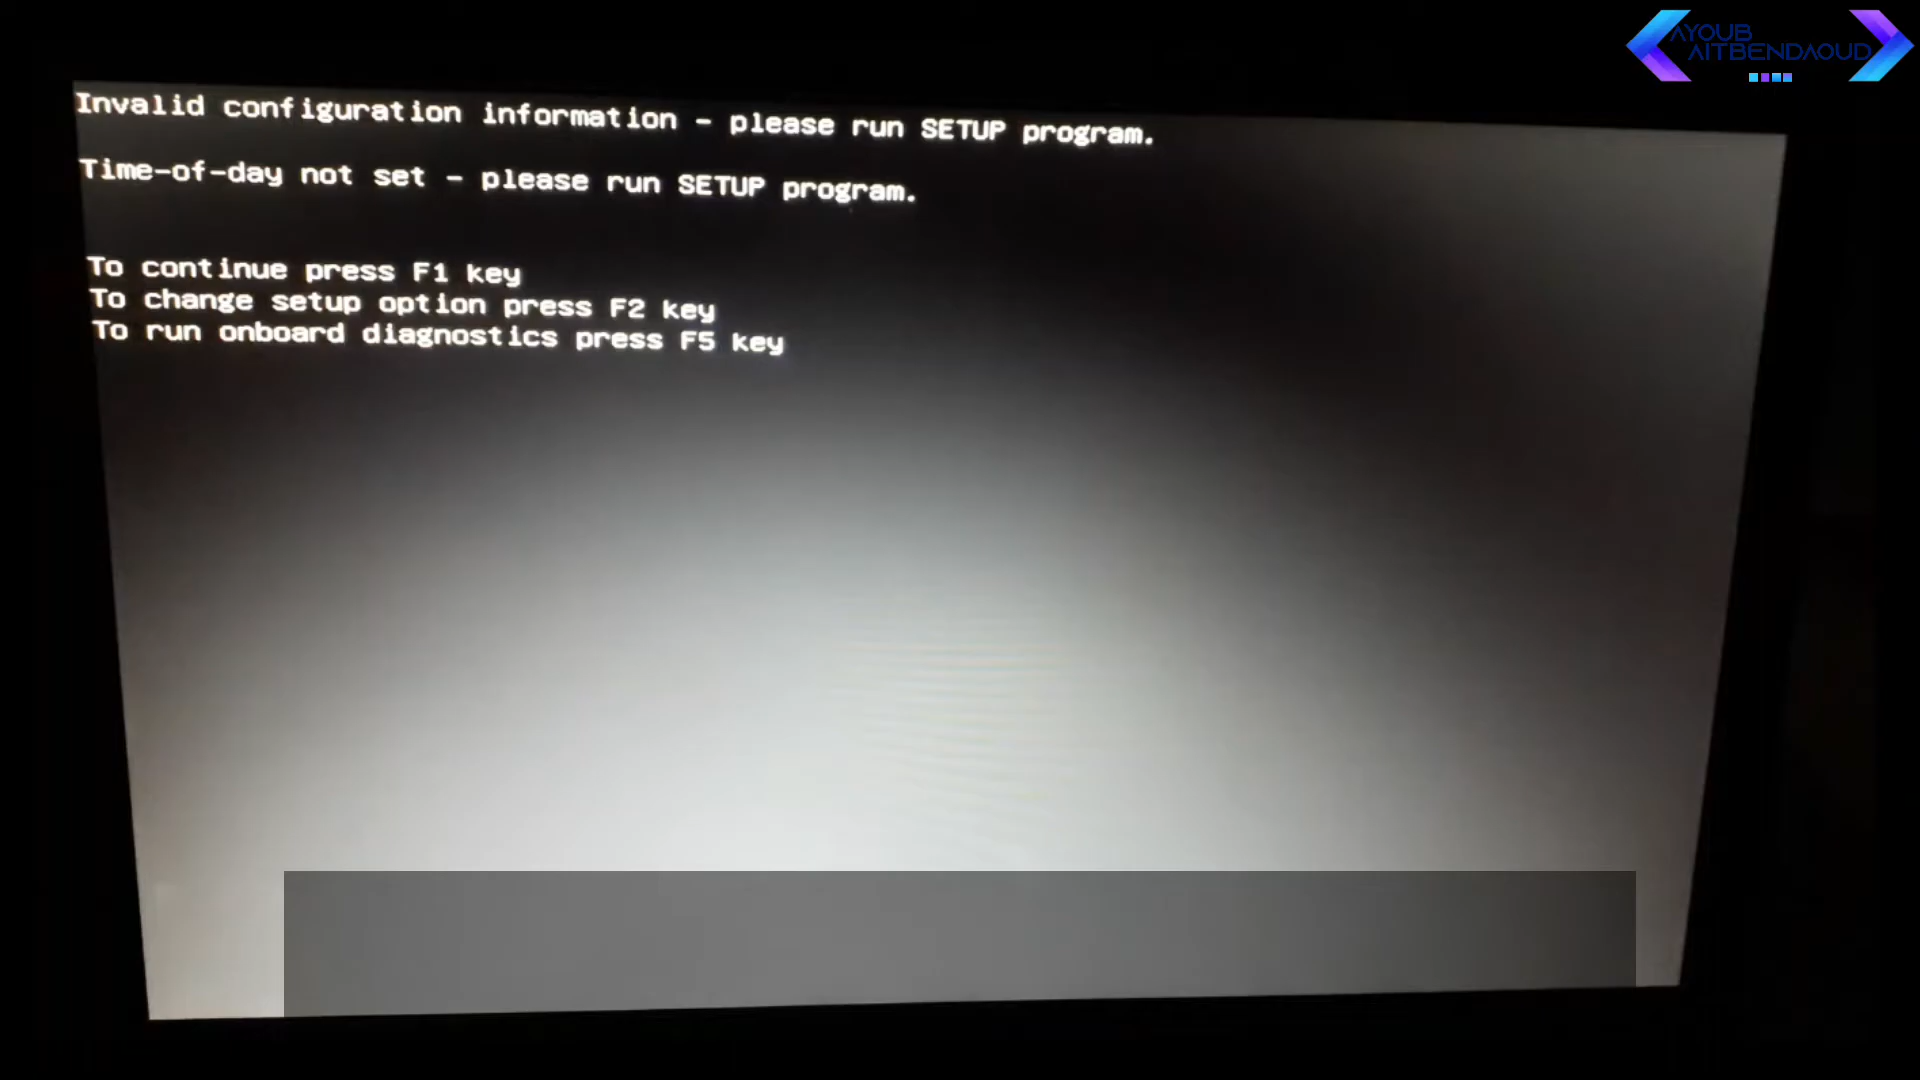 AYOUB
AITBENDAOUD
Invalid configuration information - please run SETUP program.
Time-of-day not set - please run SETUP program.
To continue press F1 key
To change setup option press F2 key
To run onboard diagnostics press F5 key